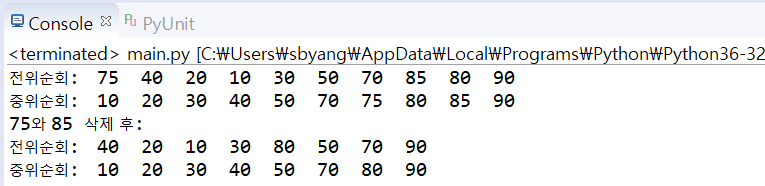 Console PyUnit
<terminated> main.py [C:₩Users₩sbyang₩AppData₩Local₩Programs₩Python₩Python36-32
전위순회: 75 40 20 10 30 50 70 85 80 90
중위순회: 10 20 30 40 50 70 75 80 85 90
75와 85 삭제 후:
전위순회: 40 20 10 30 80 50 70 90
중위순회: 10 20 30 40 50 70 80 90